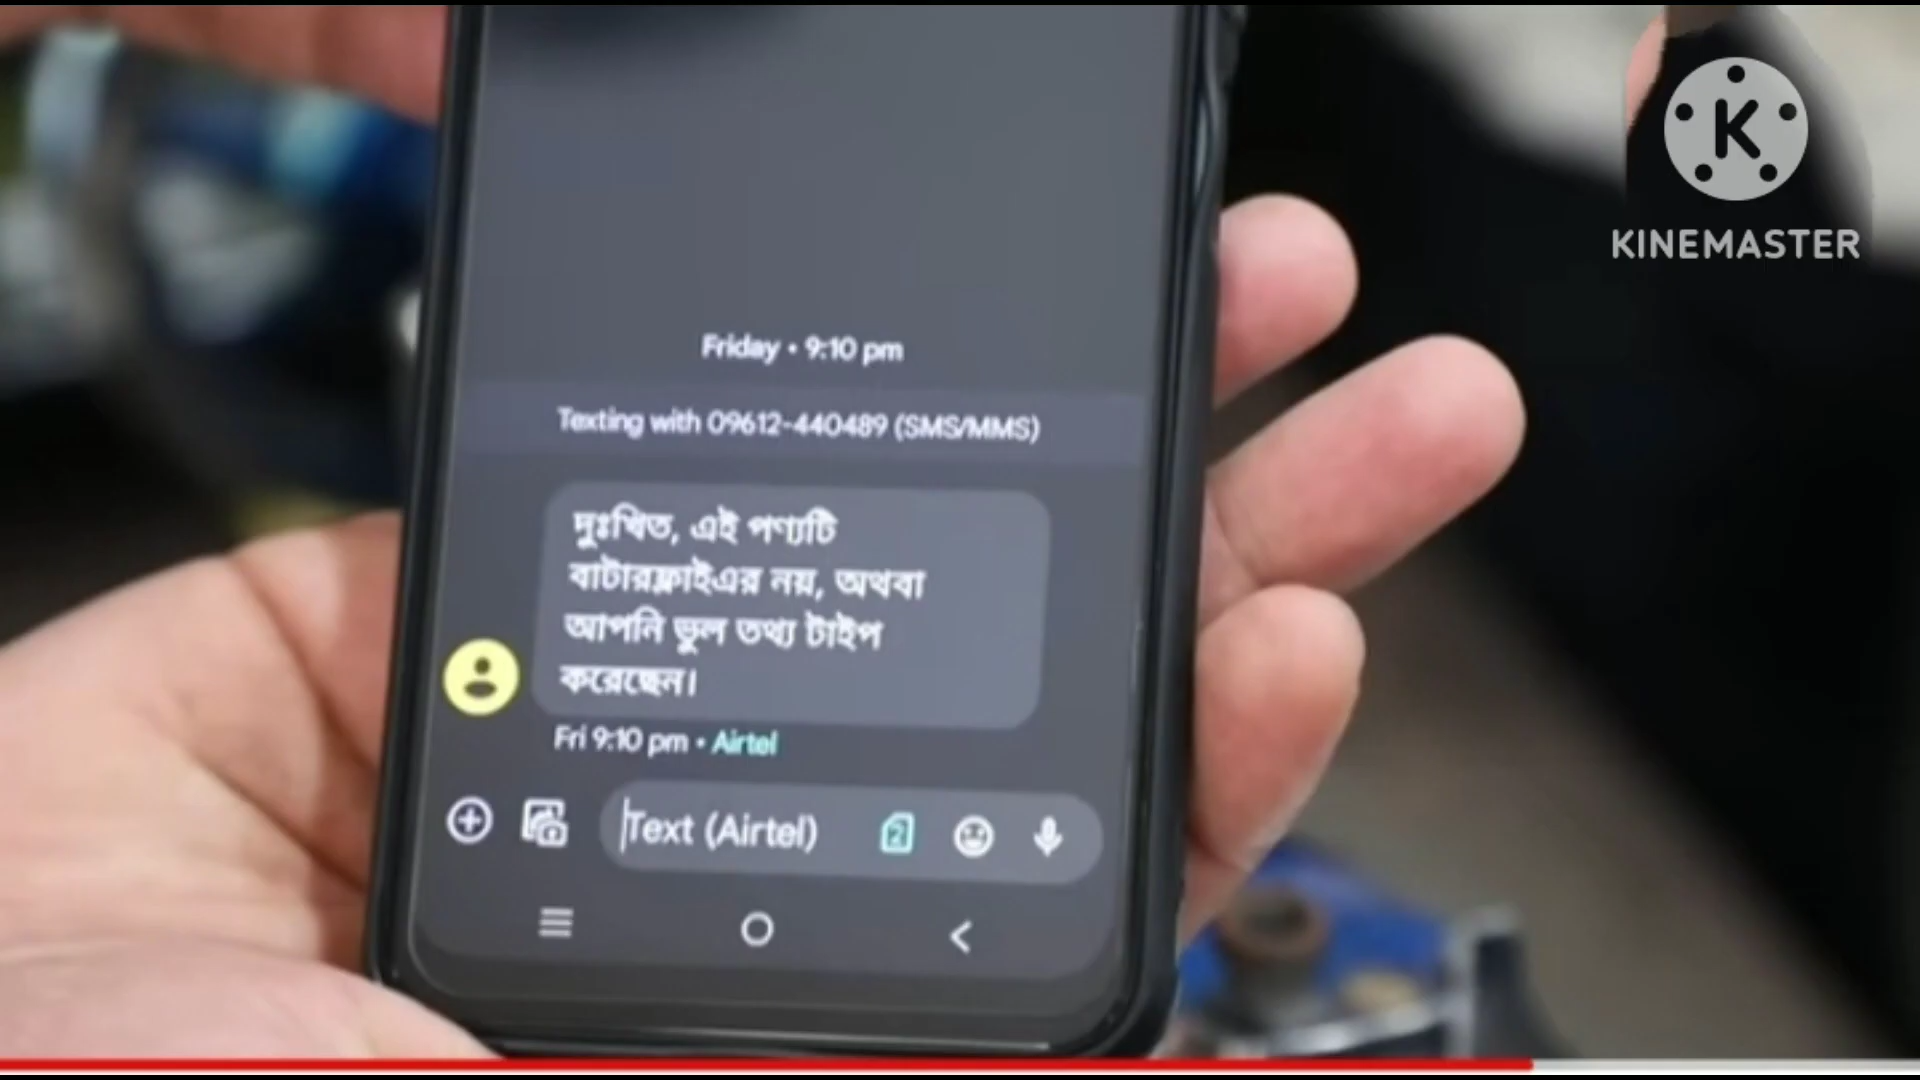 KINEMASTER
Friday • 9:10 pm
Texting with 09612-440489 (SMS/MMS)
দুঃখিত, এই পণ্যটি
বাটারফ্লাইএর নয়, অথবা
আপনি ভুল তথ্য টাইপ
করেছেন।
Fri 9:10 pm • Airtel
Text (Airtel)
2